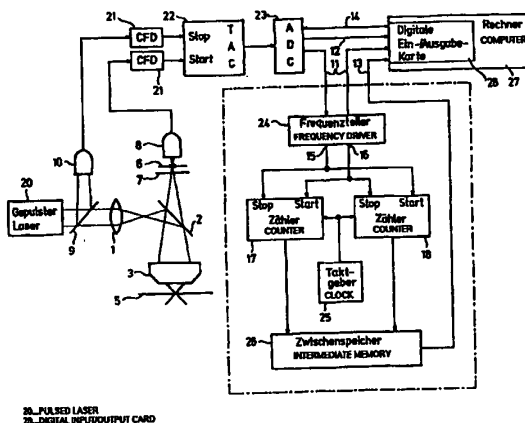 21
CFD
CFD
21
22
Stop
Start
T
A
C
23
A
D
C
14
12
11
13
Digitale
Ein-Ausgabe-
Karte
28
Rechner
COMPUTER
27
24
Frequenzteiler
FREQUENCY DRIVER
15
16
10
8
6
7
20
Gepulster
Laser
9
1
2
3
5
Stop Start
Zähler
COUNTER
17
Stop Start
Zähler
COUNTER
18
Takt-
geber
CLOCK
25
26
Zwischenspeicher
INTERMEDIATE MEMORY
20...PULSED LASER
28...DIGITAL INPUT/OUTPUT CARD